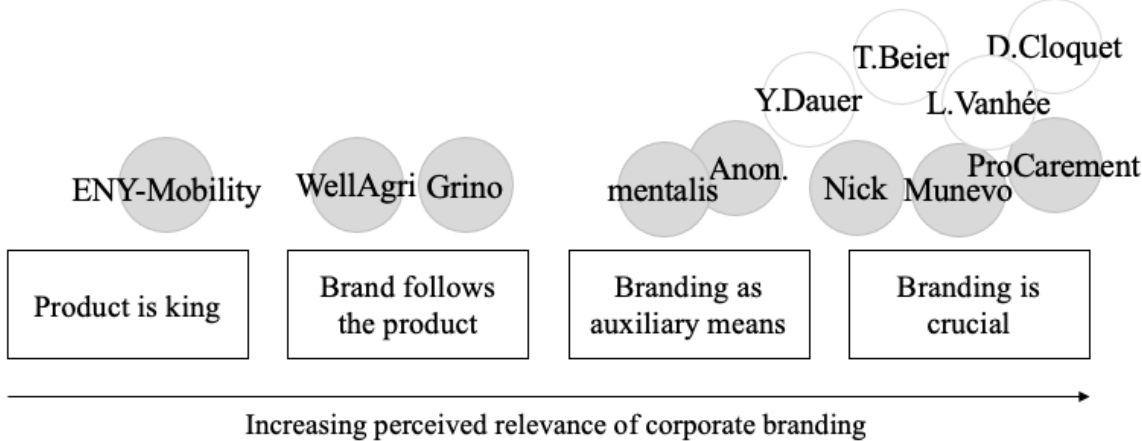 T.Beier
D.Cloquet
Y.Dauer
L.Vanhée
ENY-Mobility
WellAgri
Grino
mentalis
Anon.
Nick
Munevo
ProCarement
Product is king
Brand follows
the product
Branding as
auxiliary means
Branding is
crucial
Increasing perceived relevance of corporate branding